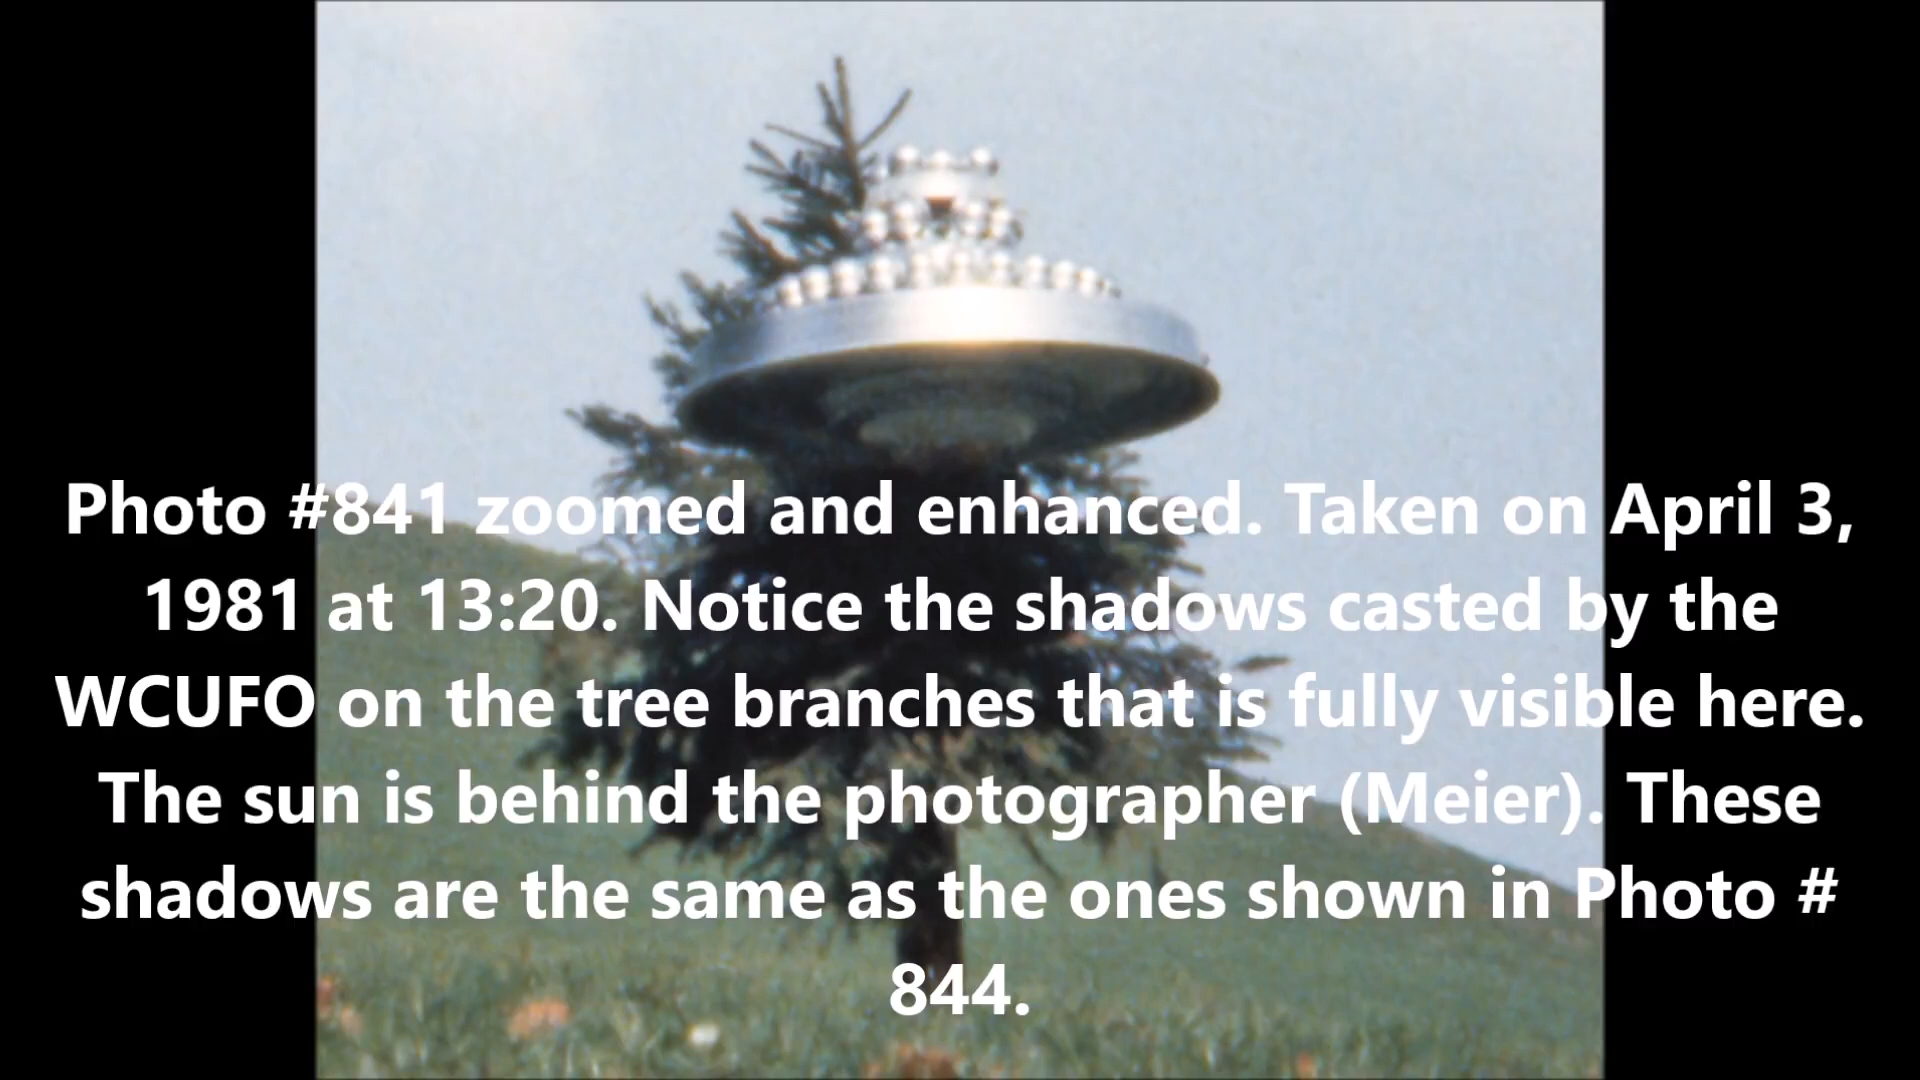 Photo #841 zoomed and enhanced. Taken on April 3,
1981 at 13:20. Notice the shadows casted by the
WCUFO on the tree branches that is fully visible here.
The sun is behind the photographer (Meier). These
shadows are the same as the ones shown in Photo #
844.